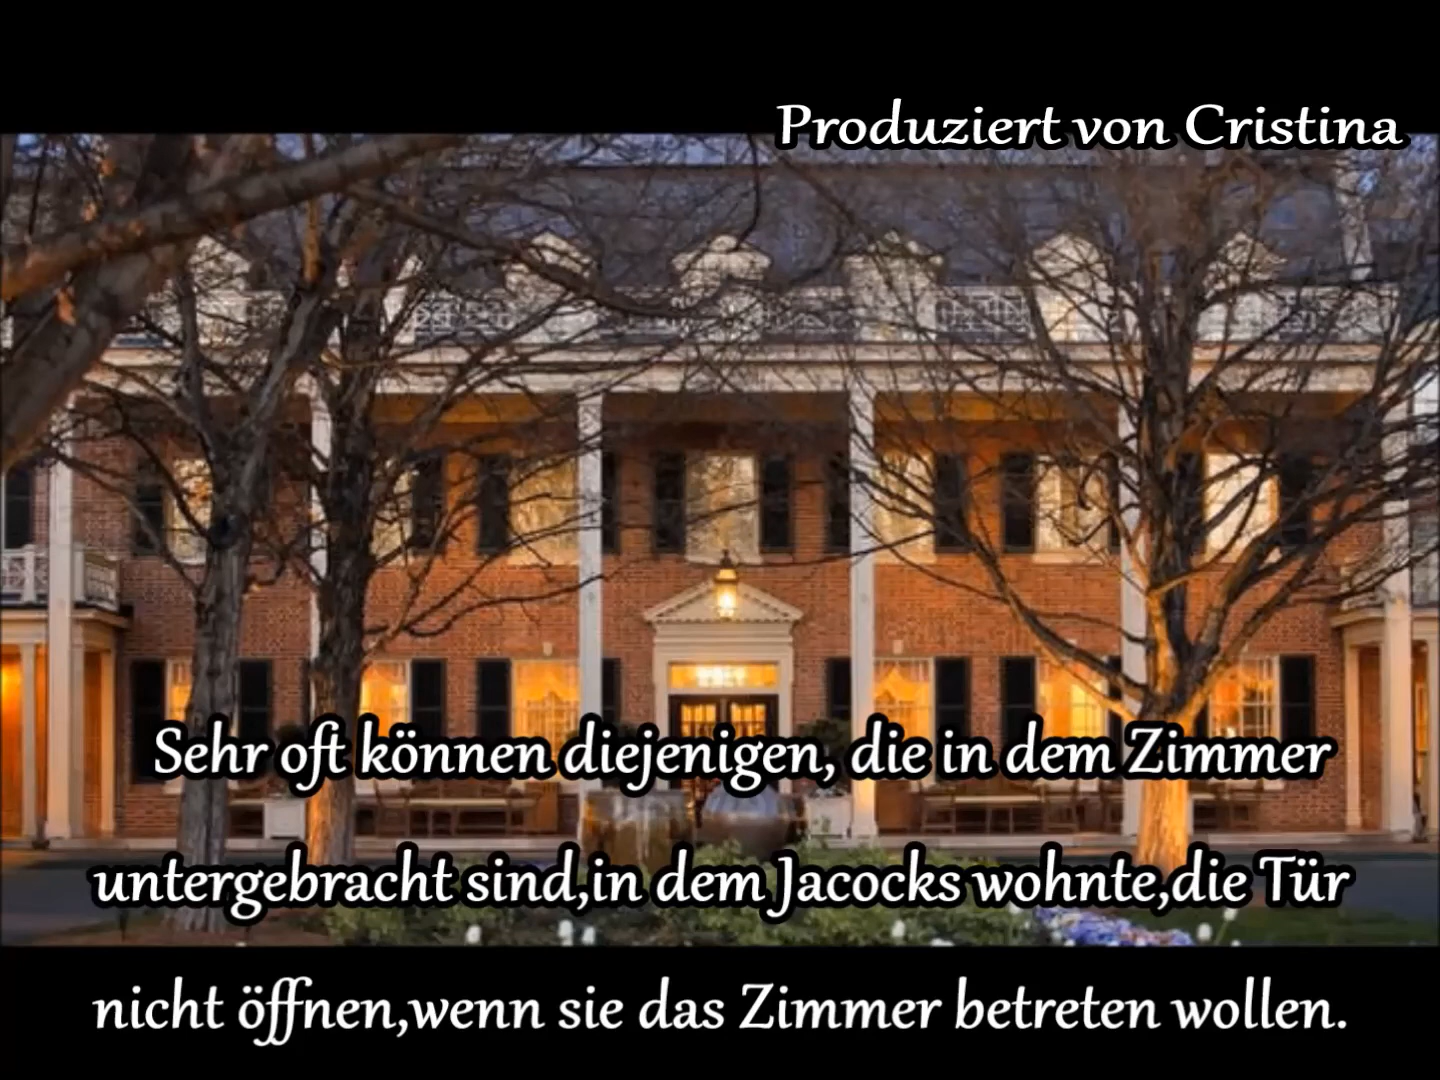 Produziert von Cristina
Sehr oft können diejenigen, die in dem Zimmer
untergebracht sind,in dem Jacocks wohnte,die Tür
nicht öffnen,wenn sie das Zimmer betreten wollen.